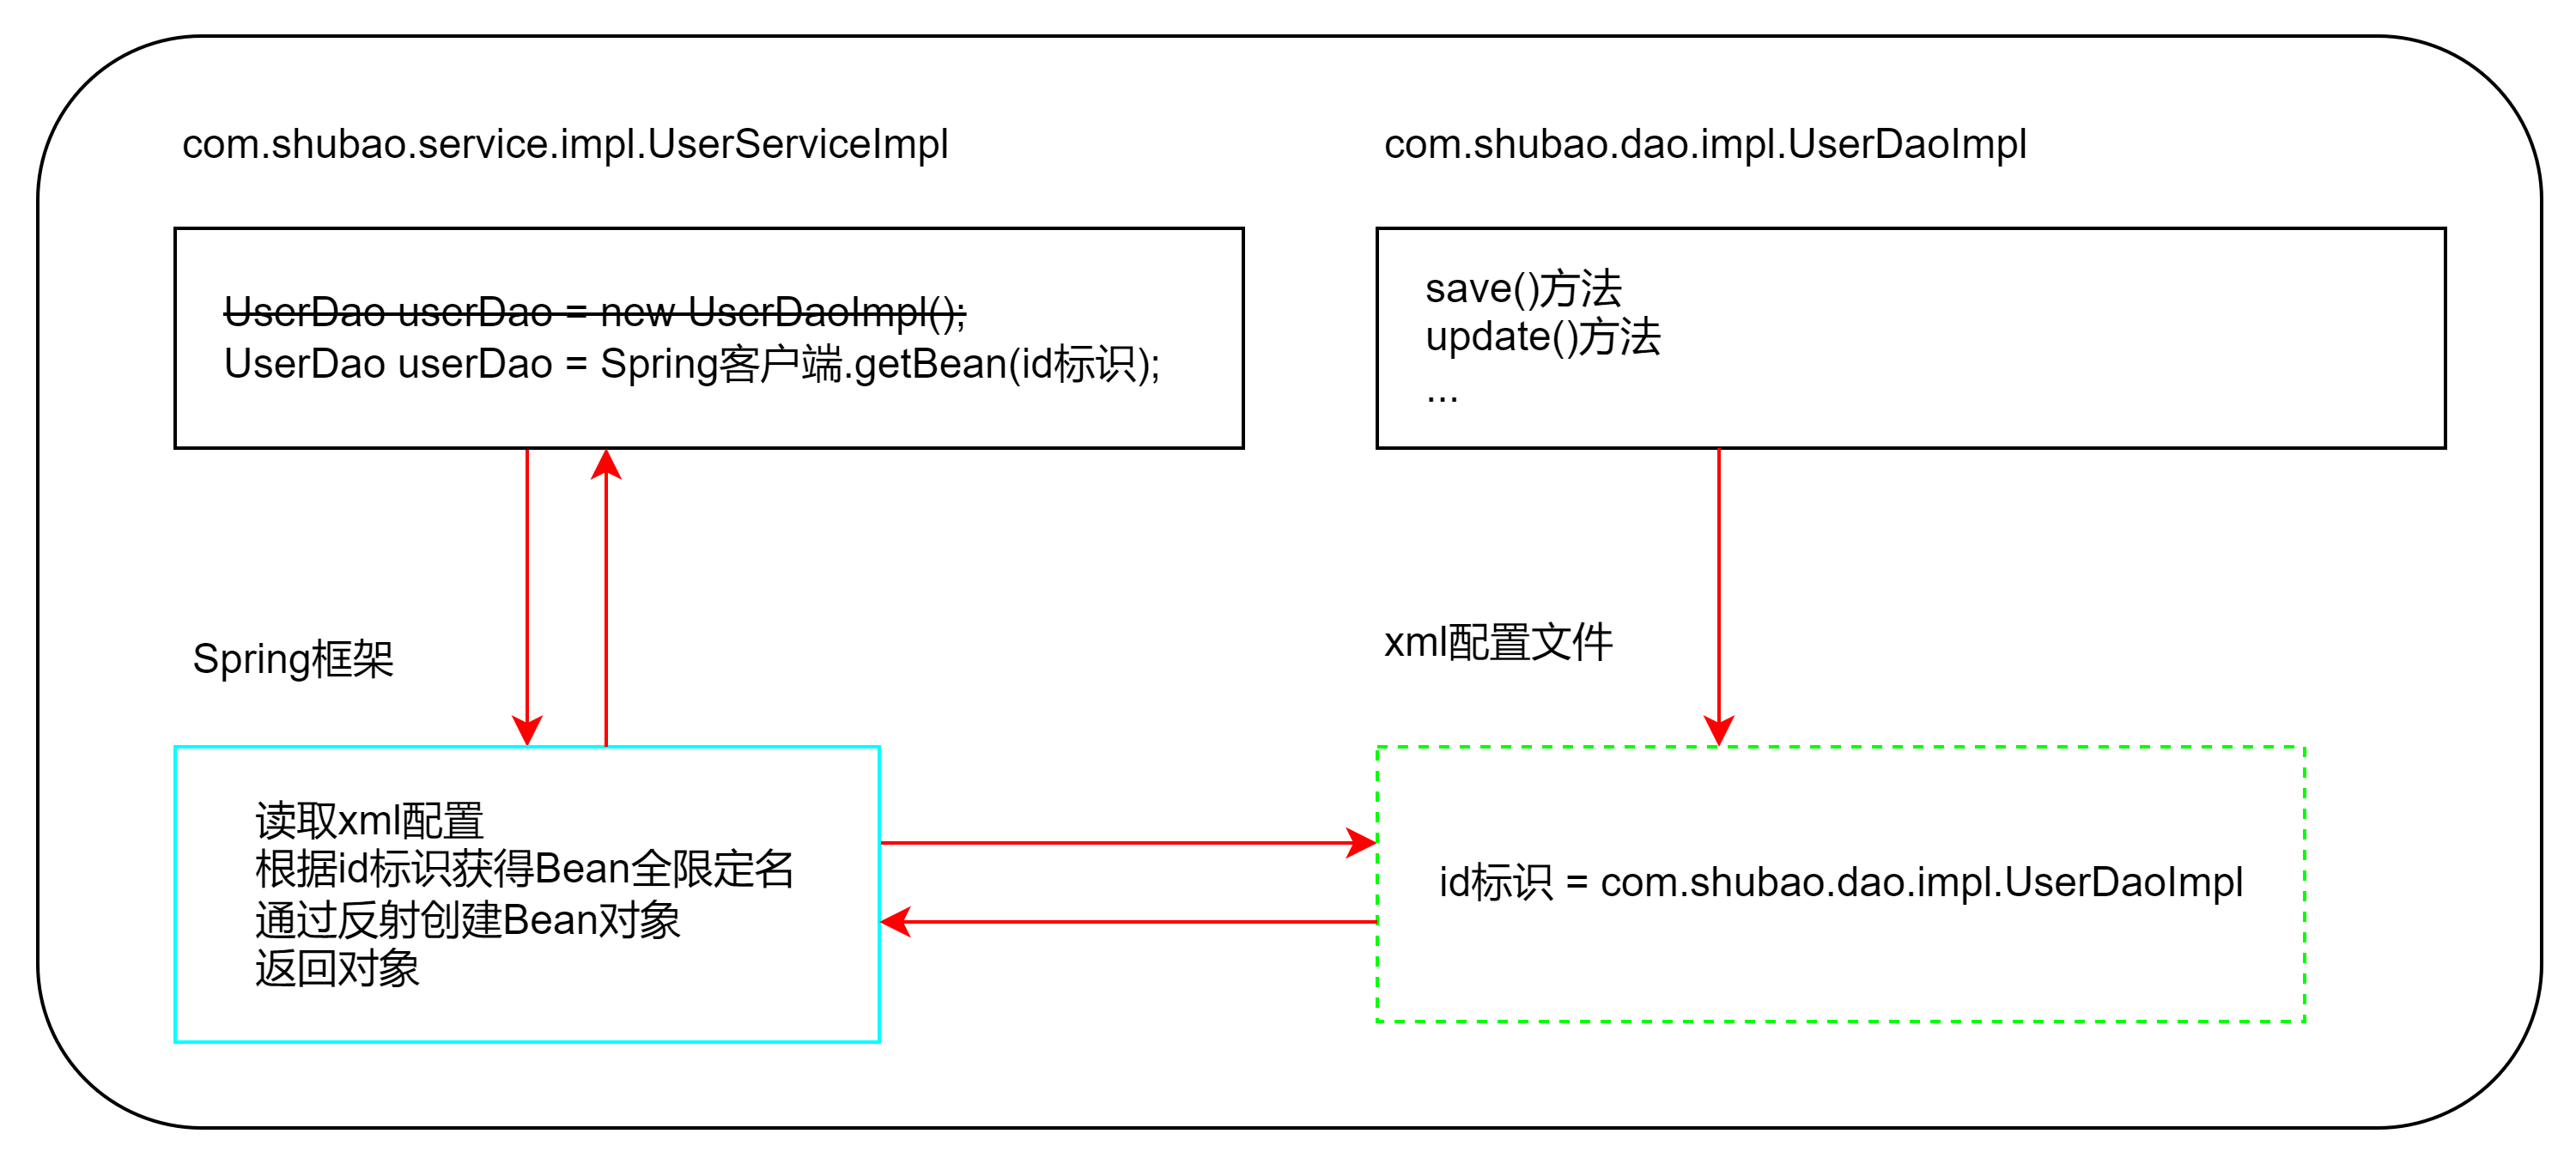 com.shubao.service.impl.UserServiceImpl
UserDao userDao = new UserDaoImpl();
UserDao userDao = Spring客户端.getBean(id标识);
com.shubao.dao.impl.UserDaoImpl
save()方法
update()方法
...
Spring框架
读取xml配置
根据id标识获得Bean全限定名
通过反射创建Bean对象
返回对象
xml配置文件
id标识 = com.shubao.dao.impl.UserDaoImpl